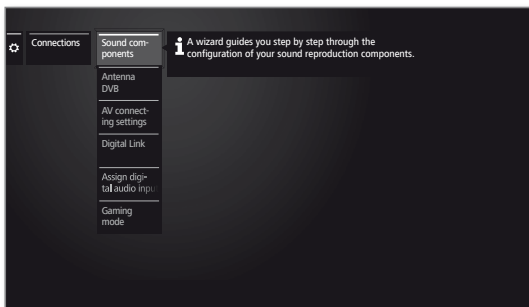 Connections
Sound com-
ponents
A wizard guides you step by step through the
configuration of your sound reproduction components.
Antenna
DVB
AV connect-
ing settings
Digital Link
Assign digi-
tal audio inpu
Gaming
mode